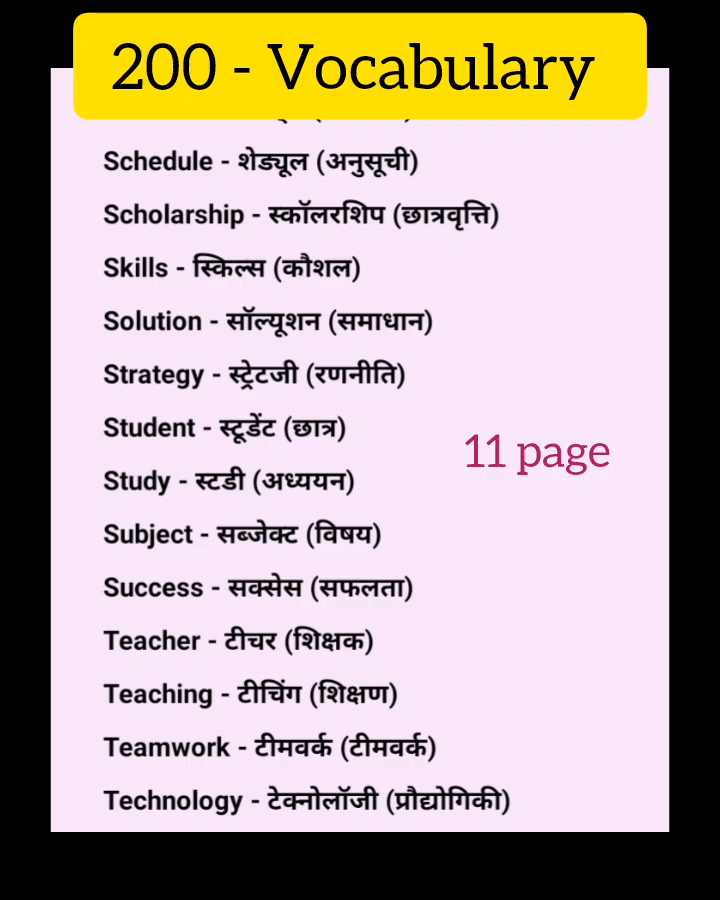 200 - Vocabulary
Schedule - शेड्यूल (अनुसूची)
Scholarship - स्कॉलरशिप (छात्रवृत्ति)
Skills - स्किल्स (कौशल)
Solution - सॉल्यूशन (समाधान)
Strategy - स्ट्रेटजी (रणनीति)
Student - स्टूडेंट (छात्र)
11 page
Study - स्टडी (अध्ययन)
Subject - सब्जेक्ट (विषय)
Success - सक्सेस (सफलता)
Teacher - टीचर (शिक्षक)
Teaching - टीचिंग (शिक्षण)
Teamwork - टीमवर्क (टीमवर्क)
Technology - टेक्नोलॉजी (प्रौद्योगिकी)